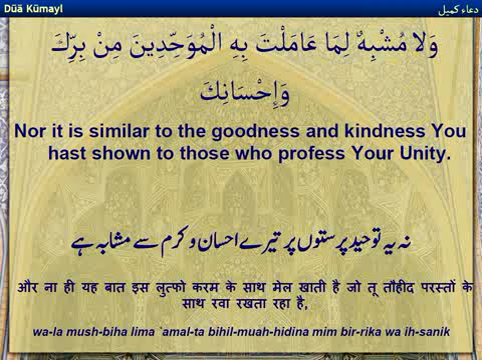 Dūā Kūmayl
دعاء كميل
وَلا مُشْبِهٌ لِمَا عَامَلْتَ بِهِ الْمُوَحِّدِينَ مِنْ بِرِّكَ
وَإِحْسَانِكَ
Nor it is similar to the goodness and kindness You
hast shown to those who profess Your Unity.
نہ یہ توحید پرستوں پر تیرے احسان و کرم سے مشابہ ہے
और ना ही यह बात इस लुत्फो करम के साथ मेल खाती है जो तू तौहीद परस्तों के
साथ रवा रखता रहा है,
wa-la mush-biha lima `amal-ta bihil-muah-hidina mim bir-rika wa ih-sanik